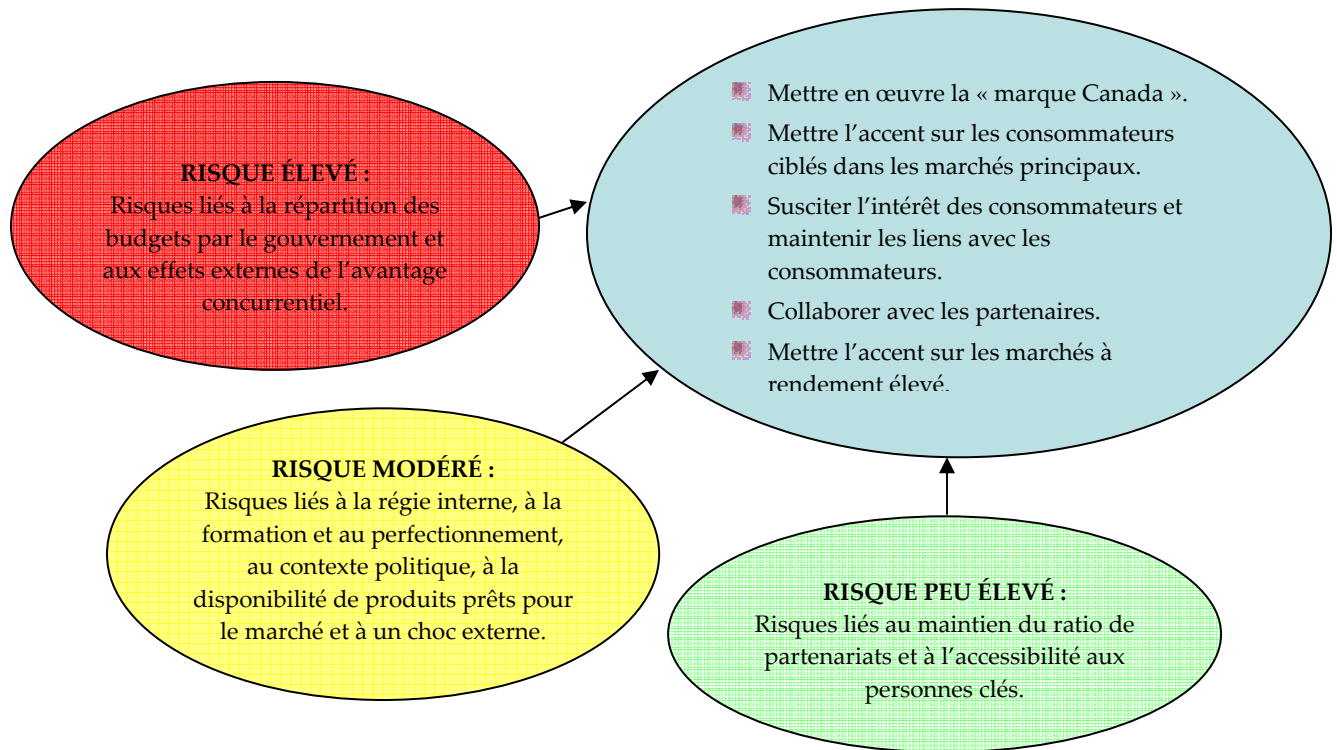 RISQUE ÉLEVÉ :
Risques liés à la répartition des
budgets par le gouvernement et
aux effets externes de l’avantage
concurrentiel.
Mettre en œuvre la « marque Canada ».
Mettre l’accent sur les consommateurs
ciblés dans les marchés principaux.
Susciter l’intérêt des consommateurs et
maintenir les liens avec les
consommateurs.
Collaborer avec les partenaires.
Mettre l’accent sur les marchés à
rendement élevé.
RISQUE MODÉRÉ :
Risques liés à la régie interne, à la
formation et au perfectionnement,
au contexte politique, à la
disponibilité de produits prêts pour
le marché et à un choc externe.
RISQUE PEU ÉLEVÉ :
Risques liés au maintien du ratio de
partenariats et à l’accessibilité aux
personnes clés.